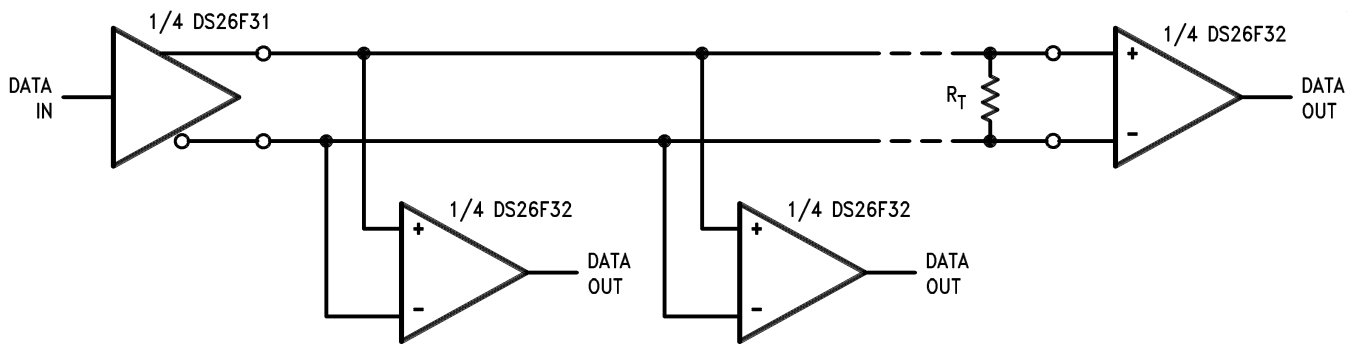 1/4 DS26F31
1/4 DS26F32
DATA
IN
R_T
+
-
DATA
OUT
1/4 DS26F32
+
-
DATA
OUT
1/4 DS26F32
+
-
DATA
OUT